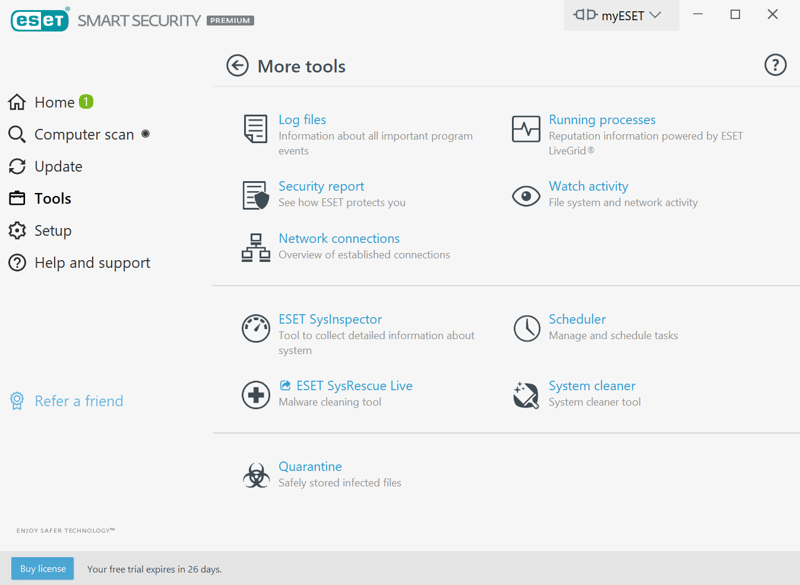 eseT® SMART SECURITY PREMIUM
myESET
More tools
?
Home 1
Computer scan
Update
Tools
Setup
Help and support
Refer a friend
Log files
Information about all important program
events
Running processes
Reputation information powered by ESET
LiveGrid®
Security report
See how ESET protects you
Watch activity
File system and network activity
Network connections
Overview of established connections
ESET SysInspector
Tool to collect detailed information about
system
Scheduler
Manage and schedule tasks
ESET SysRescue Live
Malware cleaning tool
System cleaner
System cleaner tool
Quarantine
Safely stored infected files
ENJOY SAFER TECHNOLOGY™
Buy license
Your free trial expires in 26 days.